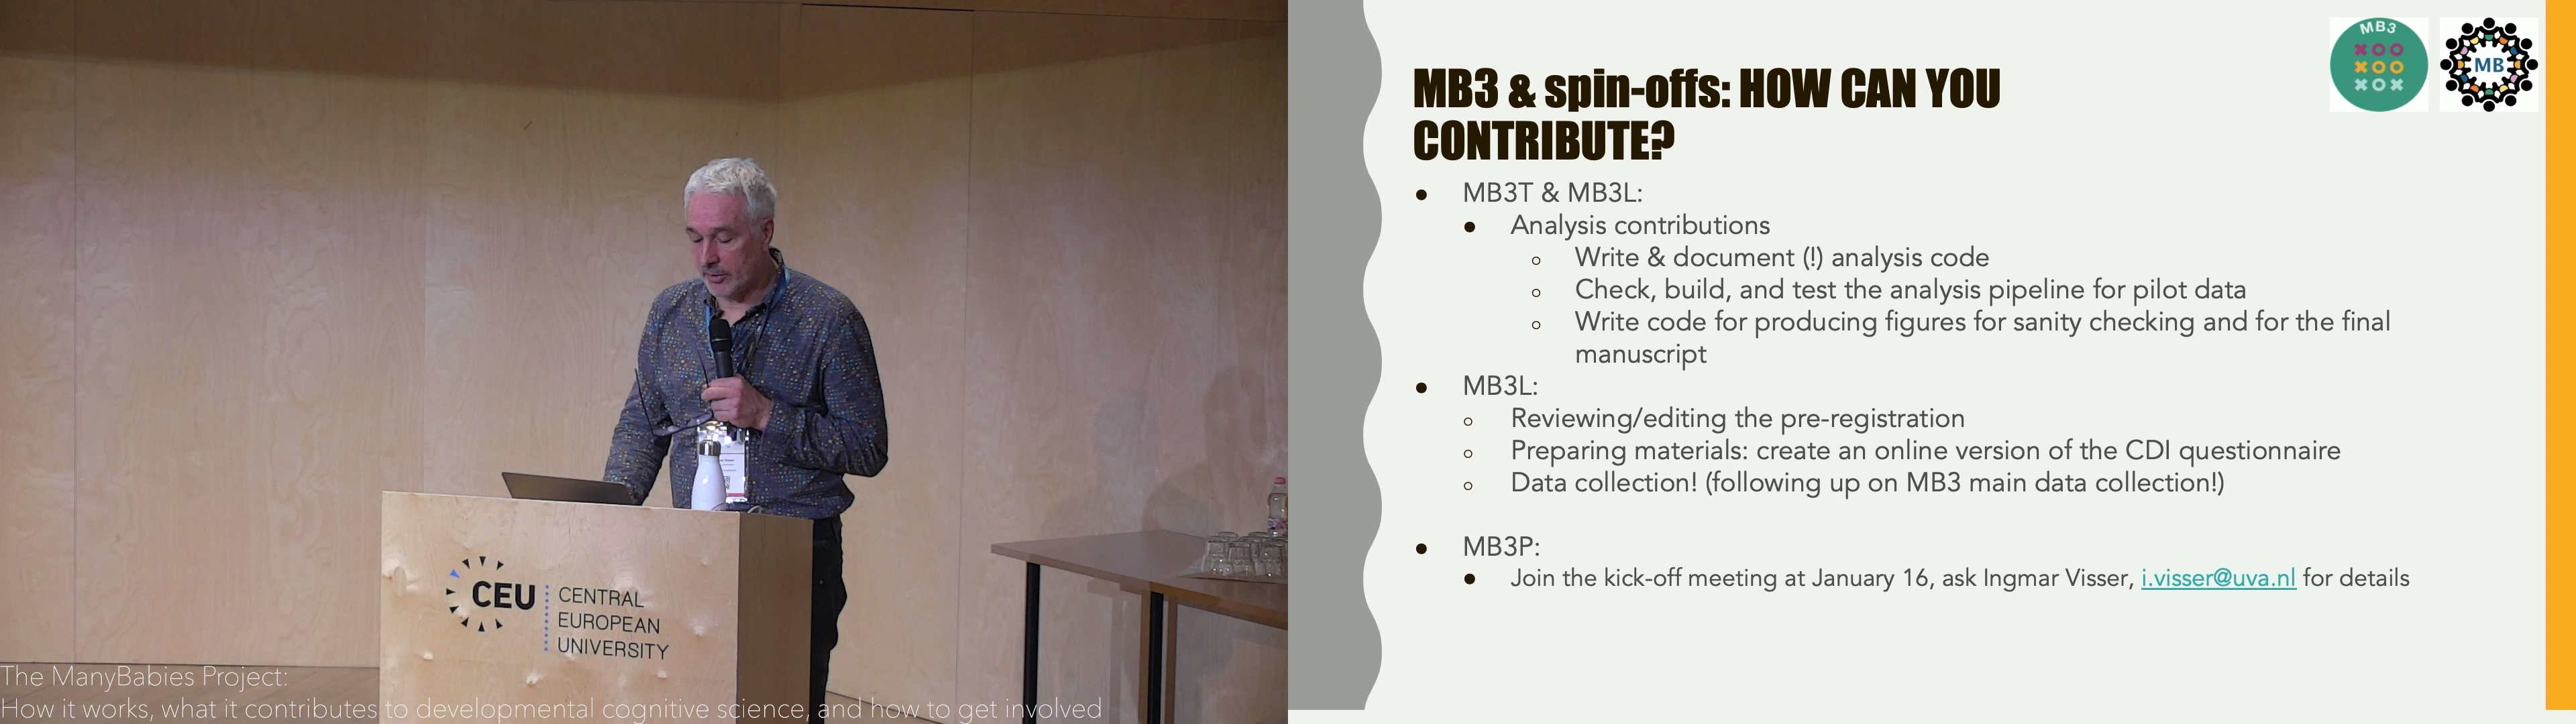 CEU
CENTRAL
EUROPEAN
UNIVERSITY
The ManyBabies Project:
How it works, what it contributes to developmental cognitive science, and how to get involved
MB3
MB
MB3 & spin-offs: HOW CAN YOU
CONTRIBUTE?
● MB3T & MB3L:
● Analysis contributions
○ Write & document (!) analysis code
○ Check, build, and test the analysis pipeline for pilot data
○ Write code for producing figures for sanity checking and for the final
manuscript
● MB3L:
○ Reviewing/editing the pre-registration
○ Preparing materials: create an online version of the CDI questionnaire
○ Data collection! (following up on MB3 main data collection!)
● MB3P:
● Join the kick-off meeting at January 16, ask Ingmar Visser, i.visser@uva.nl for details